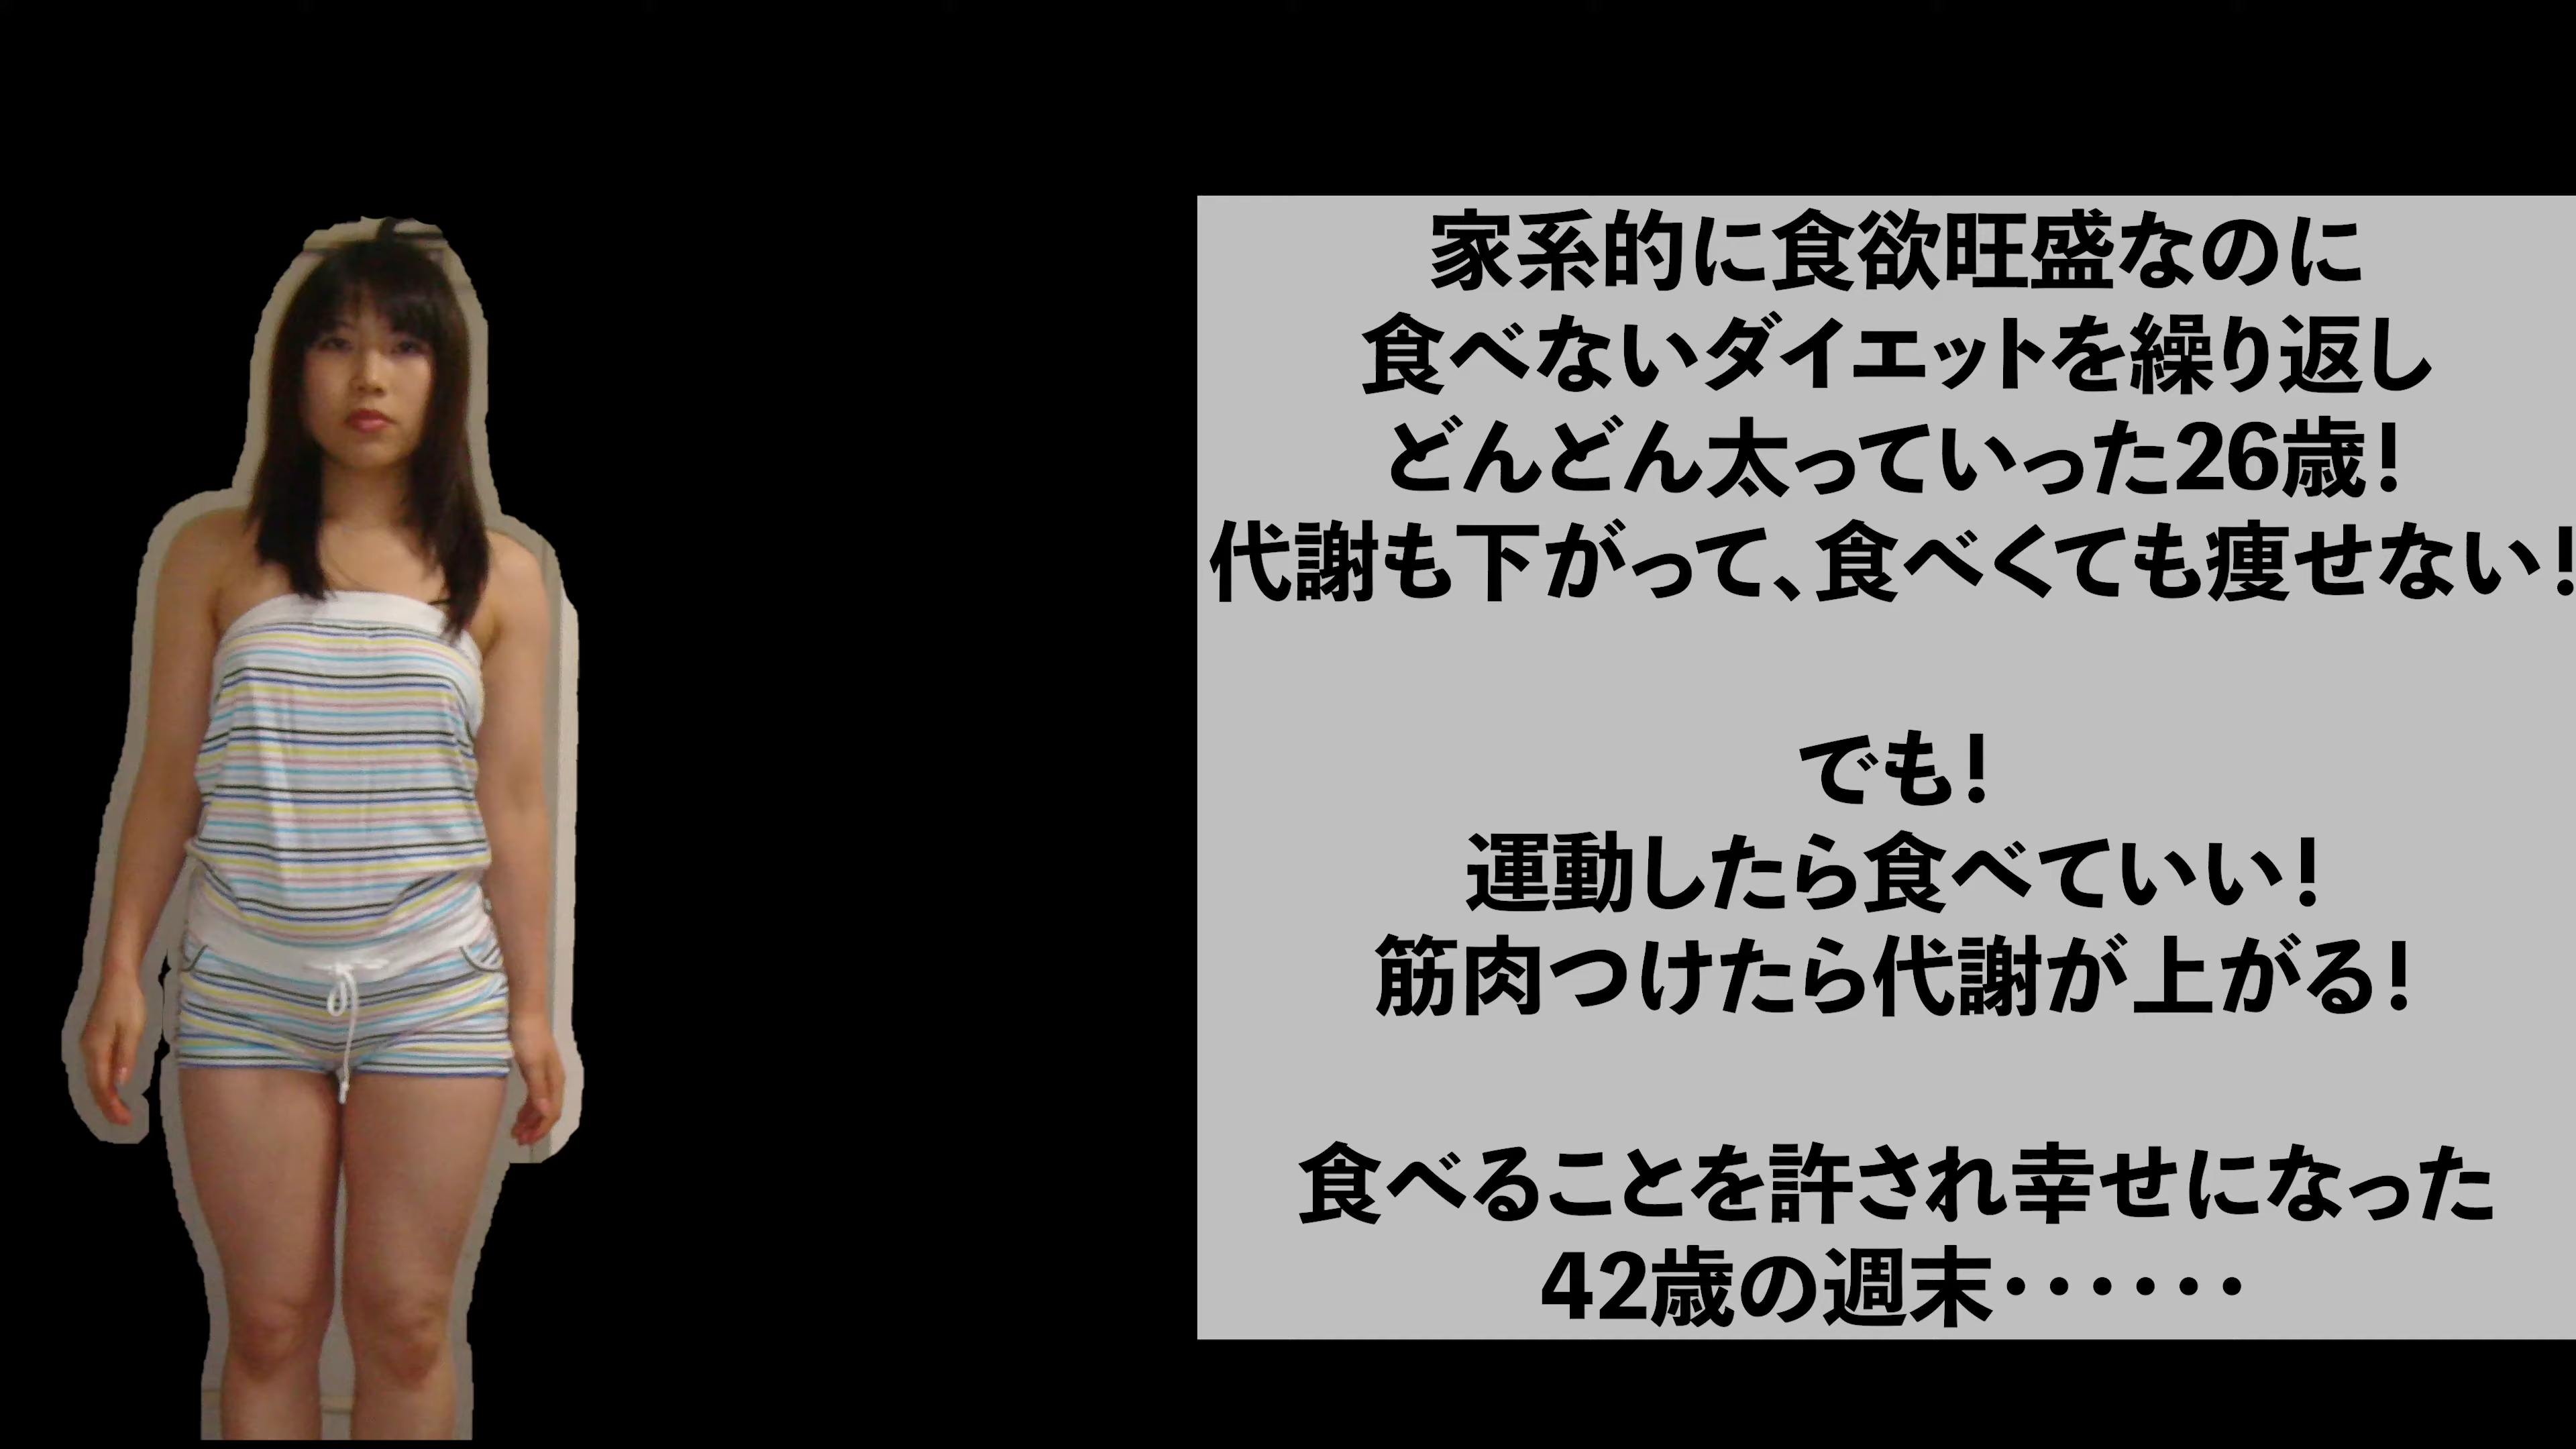 家系的に食欲旺盛なのに
食べないダイエットを繰り返し
どんどん太っていった26歳!
代謝も下がって、食べくても痩せない!
でも!
運動したら食べていい!
筋肉つけたら代謝が上がる!
食べることを許され幸せになった
42歳の週末・・・・・・